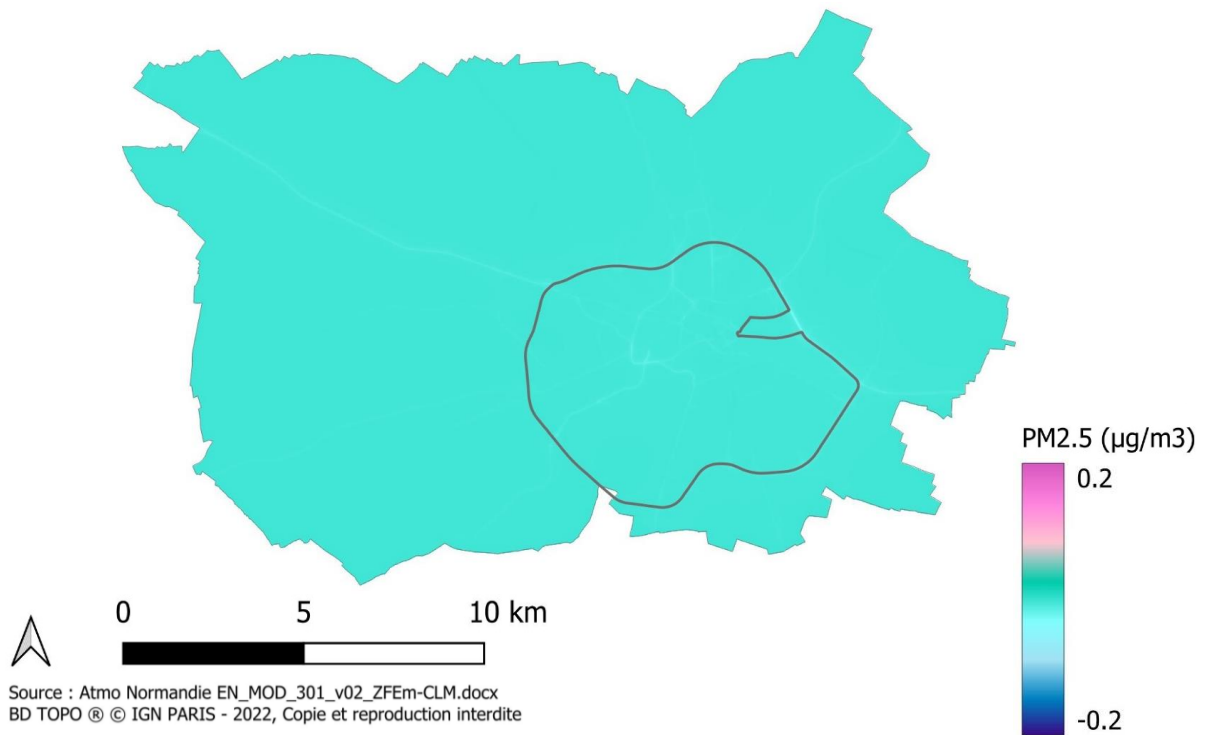 PM2.5 (µg/m3)
0.2
-0.2
0 5 10 km
Source : Atmo Normandie EN_MOD_301_v02_ZFEm-CLM.docx
BD TOPO ® © IGN PARIS - 2022, Copie et reproduction interdite